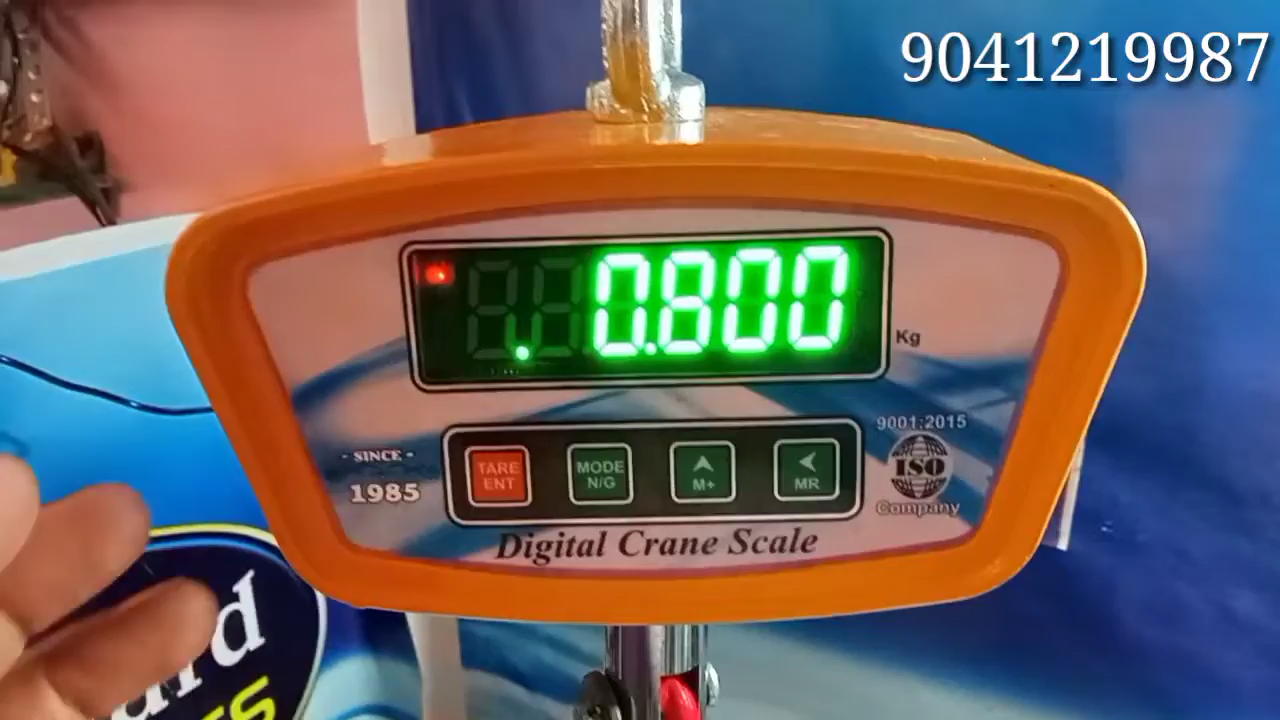 9041219987
0.800
Kg
9001:2015
ISO
Company
- SINCE -
1985
TARE
ENT
MODE
N/G
M+
MR
Digital Crane Scale